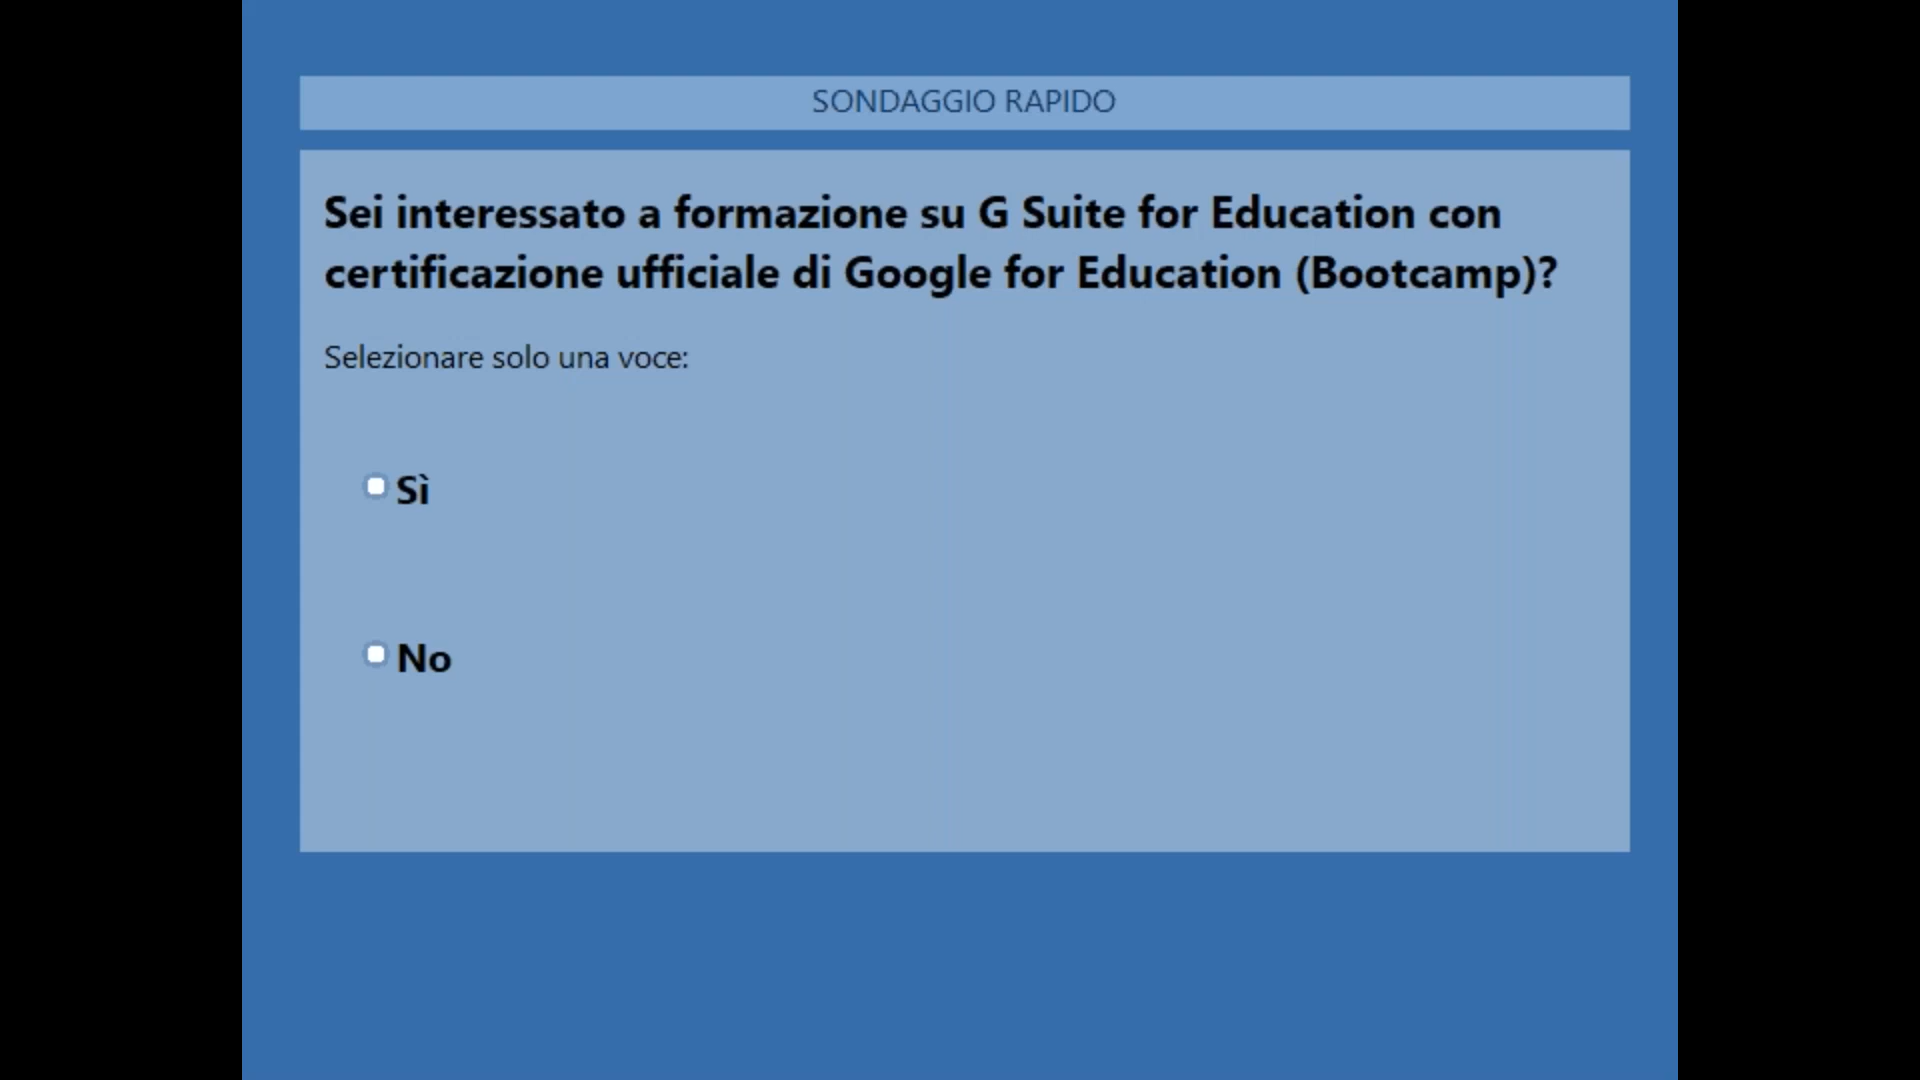 SONDAGGIO RAPIDO
Sei interessato a formazione su G Suite for Education con
certificazione ufficiale di Google for Education (Bootcamp)?
Selezionare solo una voce:
Sì
No